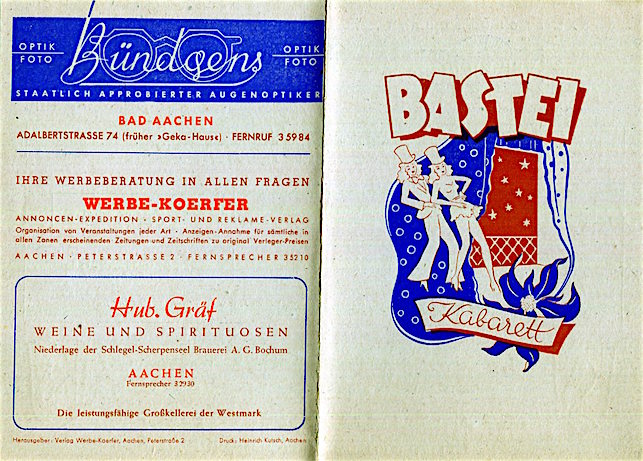 OPTIK
FOTO
Bündgens
OPTIK
FOTO
STAATLICH APPROBIERTER AUGENOPTIKER
BAD AACHEN
ADALBERTSTRASSE 74 (früher »Geka-Haus«) · FERNRUF 35984
IHRE WERBEBERATUNG IN ALLEN FRAGEN
WERBE-KOERFER
ANNONCEN-EXPEDITION · SPORT- UND REKLAME-VERLAG
Organisation von Veranstaltungen jeder Art · Anzeigen-Annahme für sämtliche in
allen Zonen erscheinenden Zeitungen und Zeitschriften zu original Verleger-Preisen
AACHEN · PETERSTRASSE 2 · FERNSPRECHER 35210
Hub. Gräf
WEINE UND SPIRITUOSEN
Niederlage der Schlegel-Scherpenseel Brauerei A. G. Bochum
AACHEN
Fernsprecher 32930
Die leistungsfähige Großkellerei der Westmark
Herausgeber: Verlag Werbe-Koerfer, Aachen, Peterstraße 2
Druck: Heinrich Kutsch, Aachen
BASTEI
Kabarett